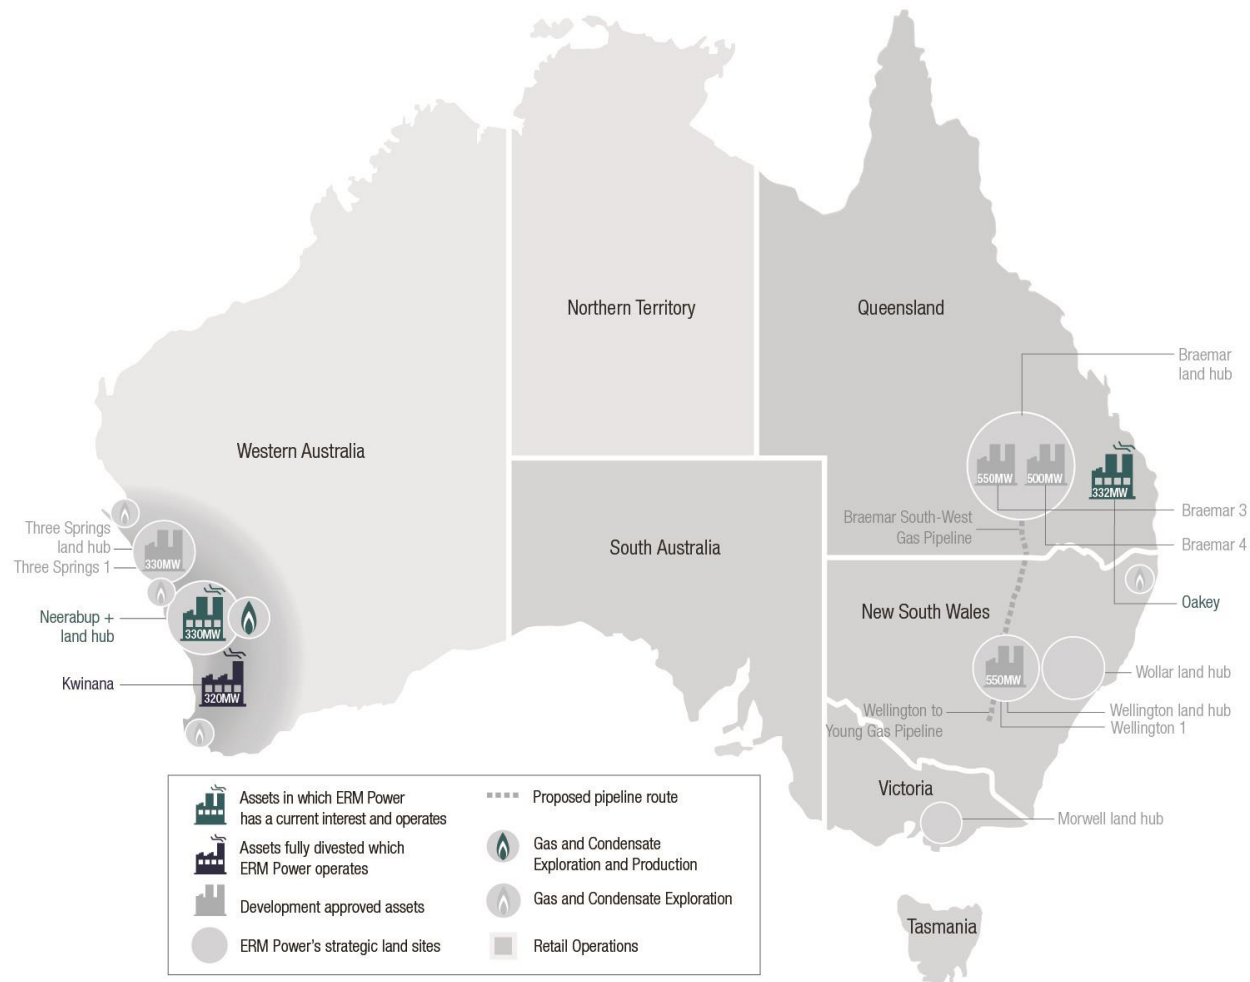 Northern Territory
Queensland
Braemar
land hub
Western Australia
550MW
500MW
332MW
Braemar 3
Braemar South-West
Gas Pipeline
Braemar 4
Three Springs
land hub
Three Springs 1
330MW
South Australia
New South Wales
Oakey
Neerabup +
land hub
330MW
Kwinana
320MW
550MW
Wollar land hub
Wellington to
Young Gas Pipeline
Wellington land hub
Wellington 1
Victoria
Morwell land hub
Tasmania
Assets in which ERM Power
has a current interest and operates
Assets fully divested which
ERM Power operates
Development approved assets
ERM Power's strategic land sites
Proposed pipeline route
Gas and Condensate
Exploration and Production
Gas and Condensate Exploration
Retail Operations